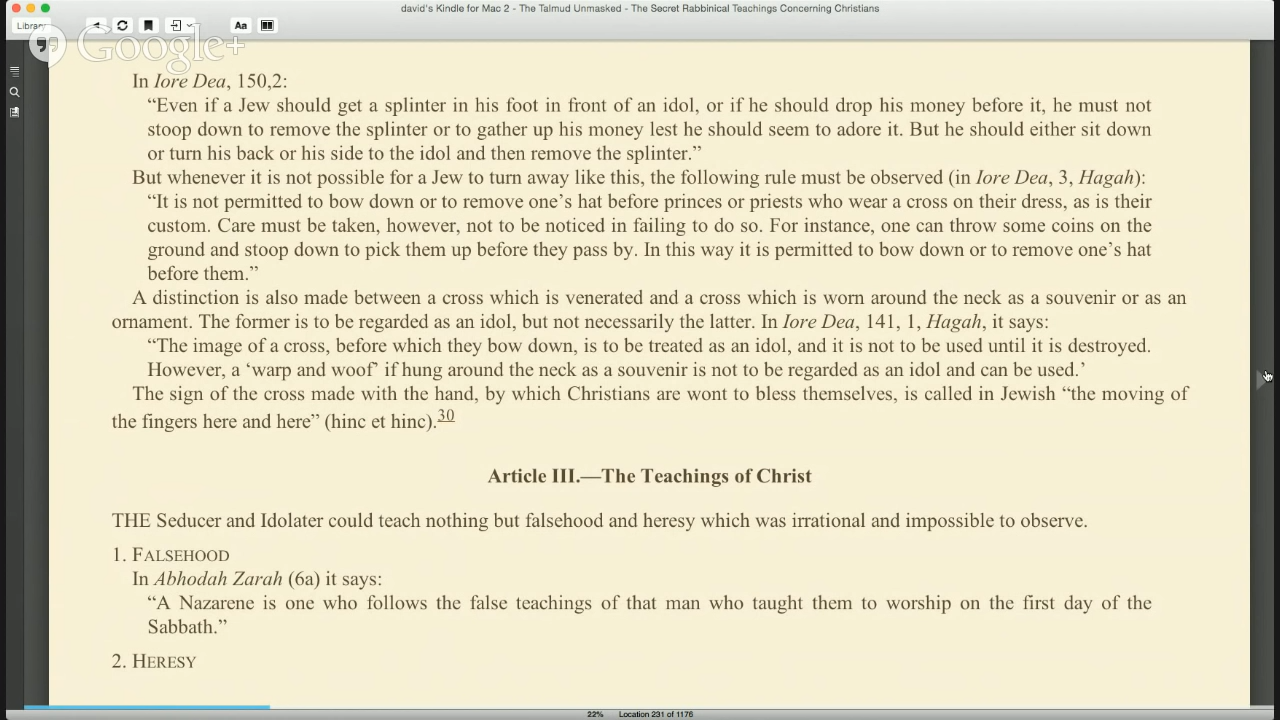 david's Kindle for Mac 2 - The Talmud Unmasked - The Secret Rabbinical Teachings Concerning Christians
Library
Aa
Google+
In Iore Dea, 150,2:
“Even if a Jew should get a splinter in his foot in front of an idol, or if he should drop his money before it, he must not
stoop down to remove the splinter or to gather up his money lest he should seem to adore it. But he should either sit down
or turn his back or his side to the idol and then remove the splinter.”
But whenever it is not possible for a Jew to turn away like this, the following rule must be observed (in Iore Dea, 3, Hagah):
“It is not permitted to bow down or to remove one’s hat before princes or priests who wear a cross on their dress, as is their
custom. Care must be taken, however, not to be noticed in failing to do so. For instance, one can throw some coins on the
ground and stoop down to pick them up before they pass by. In this way it is permitted to bow down or to remove one’s hat
before them.”
A distinction is also made between a cross which is venerated and a cross which is worn around the neck as a souvenir or as an
ornament. The former is to be regarded as an idol, but not necessarily the latter. In Iore Dea, 141, 1, Hagah, it says:
“The image of a cross, before which they bow down, is to be treated as an idol, and it is not to be used until it is destroyed.
However, a ‘warp and woof’ if hung around the neck as a souvenir is not to be regarded as an idol and can be used.’
The sign of the cross made with the hand, by which Christians are wont to bless themselves, is called in Jewish “the moving of
the fingers here and here” (hinc et hinc).30
Article III.—The Teachings of Christ
THE Seducer and Idolater could teach nothing but falsehood and heresy which was irrational and impossible to observe.
1. FALSEHOOD
In Abhodah Zarah (6a) it says:
“A Nazarene is one who follows the false teachings of that man who taught them to worship on the first day of the
Sabbath.”
2. HERESY
22% Location 231 of 1176